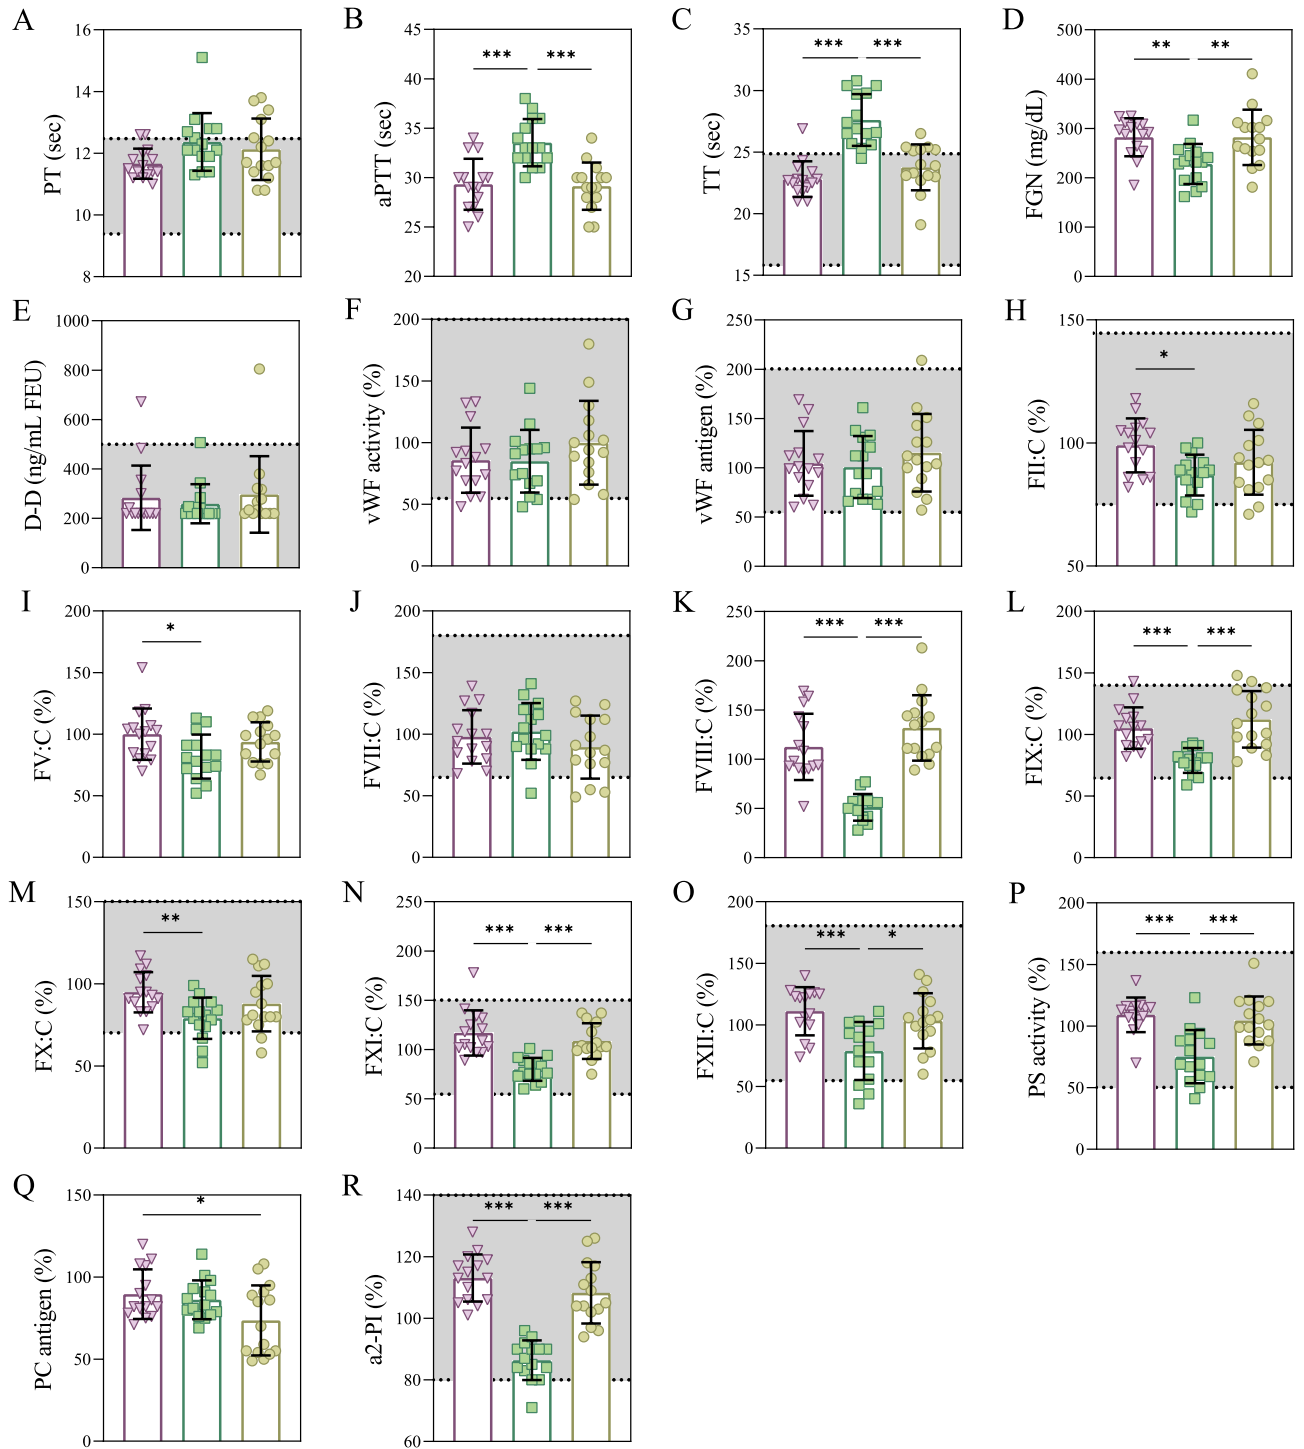 A
PT (sec)
16
14
12
10
8
B
aPTT (sec)
45
40
35
30
25
20
*** ***
C
TT (sec)
35
30
25
20
15
*** ***
D
FGN (mg/dL)
500
400
300
200
100
0
** **
E
D-D (ng/mL FEU)
1000
800
600
400
200
0
F
vWF activity (%)
200
150
100
50
0
G
vWF antigen (%)
250
200
150
100
50
0
H
FII:C (%)
150
100
50
*
I
FV:C (%)
200
150
100
50
0
*
J
FVII:C (%)
200
150
100
50
0
K
FVIII:C (%)
250
200
150
100
50
0
*** ***
L
FIX:C (%)
200
150
100
50
0
*** ***
M
FX:C (%)
150
100
50
0
**
N
FXI:C (%)
250
200
150
100
50
0
*** ***
O
FXII:C (%)
200
150
100
50
0
*** *
P
PS activity (%)
200
150
100
50
0
*** ***
Q
PC antigen (%)
150
100
50
0
*
R
a2-PI (%)
140
120
100
80
60
*** ***